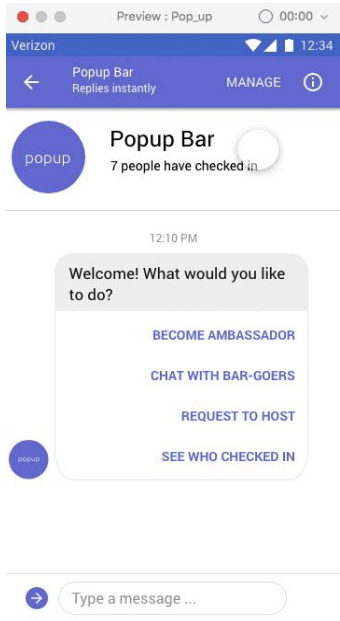 Preview : Pop_up 00:00
Verizon 12:34
Popup Bar
Replies instantly
MANAGE
popup
Popup Bar
7 people have checked in
12:10 PM
Welcome! What would you like
to do?
BECOME AMBASSADOR
CHAT WITH BAR-GOERS
REQUEST TO HOST
SEE WHO CHECKED IN
popup
Type a message ...